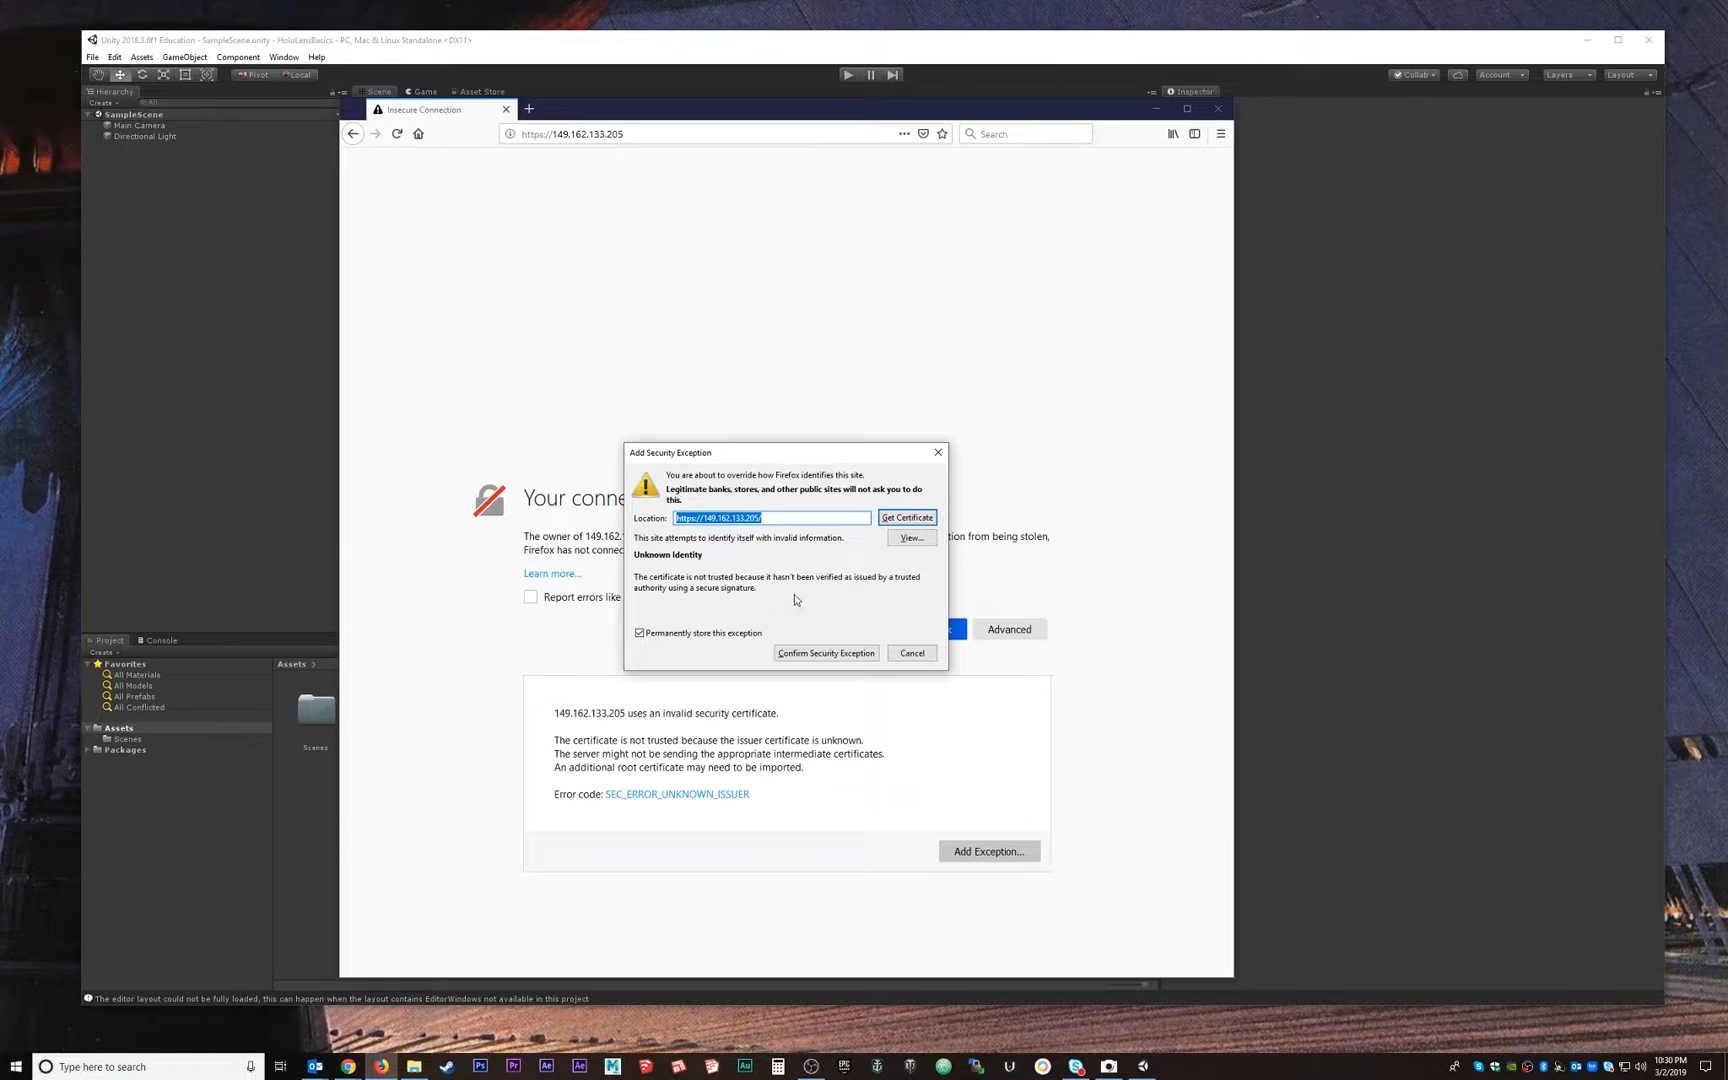 Unity 2018.3.6f1 Education - SampleScene.unity - HoloLensBasics - PC, Mac & Linux Standalone <DX11>
File Edit Assets GameObject Component Window Help
Pivot Local Collab Account Layers Layout
Hierarchy Scene Game Asset Store Inspector
Create All
SampleScene
Main Camera
Directional Light
Insecure Connection
https://149.162.133.205
Search
Your conne
The owner of 149.162.
ion from being stolen,
Firefox has not connec
Learn more...
Report errors like
Advanced
Add Security Exception
You are about to override how Firefox identifies this site.
Legitimate banks, stores, and other public sites will not ask you to do
this.
Location: https://149.162.133.205/ Get Certificate
This site attempts to identify itself with invalid information. View...
Unknown Identity
The certificate is not trusted because it hasn't been verified as issued by a trusted
authority using a secure signature.
Permanently store this exception
Confirm Security Exception Cancel
149.162.133.205 uses an invalid security certificate.
The certificate is not trusted because the issuer certificate is unknown.
The server might not be sending the appropriate intermediate certificates.
An additional root certificate may need to be imported.
Error code: SEC_ERROR_UNKNOWN_ISSUER
Add Exception...
Project Console
Create
Favorites
All Materials
All Models
All Prefabs
All Conflicted
Assets
Scenes
Packages
Assets >
Scenes
The editor layout could not be fully loaded, this can happen when the layout contains EditorWindows not available in this project
Type here to search
Ps Pr Ae Ae M Au EPIC
10:30 PM
3/2/2019